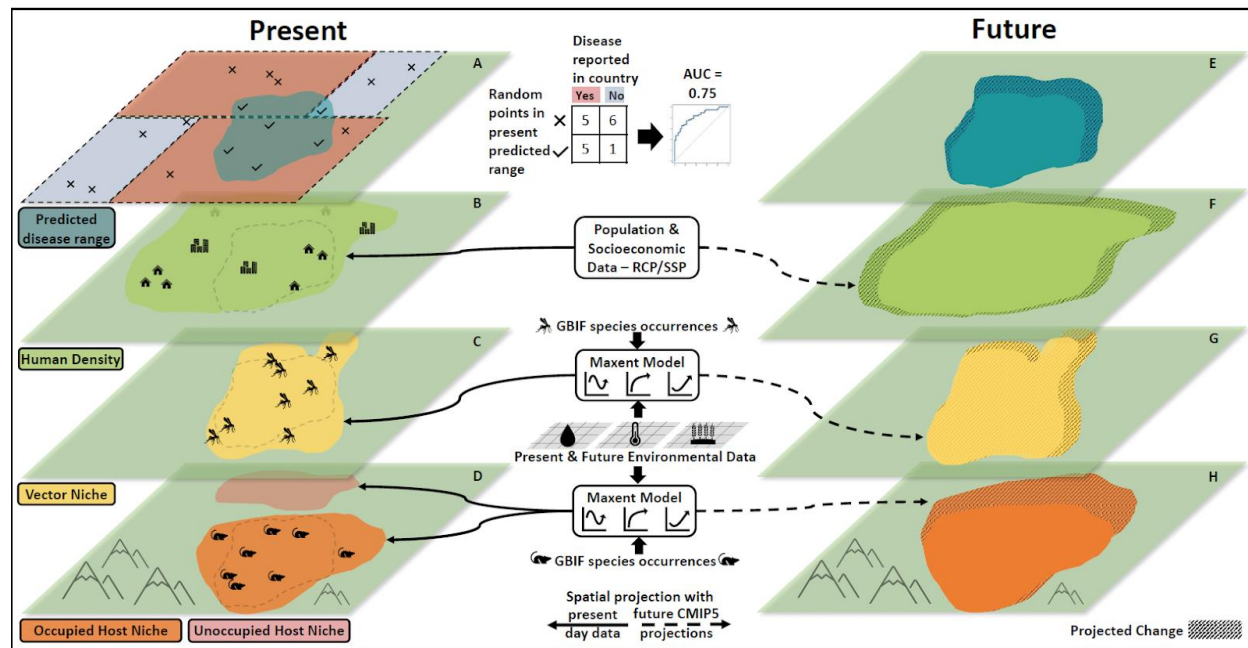 Present
Future
A
Disease
reported
in country
Yes No
Random
points in
present
predicted
range
5 6
5 1
AUC =
0.75
E
Predicted
disease range
B
Population &
Socioeconomic
Data – RCP/SSP
F
Human Density
C
GBIF species occurrences
Maxent Model
G
Present & Future Environmental Data
Vector Niche
D
Maxent Model
GBIF species occurrences
H
Occupied Host Niche
Unoccupied Host Niche
Spatial projection with
present future CMIP5
day data projections
Projected Change